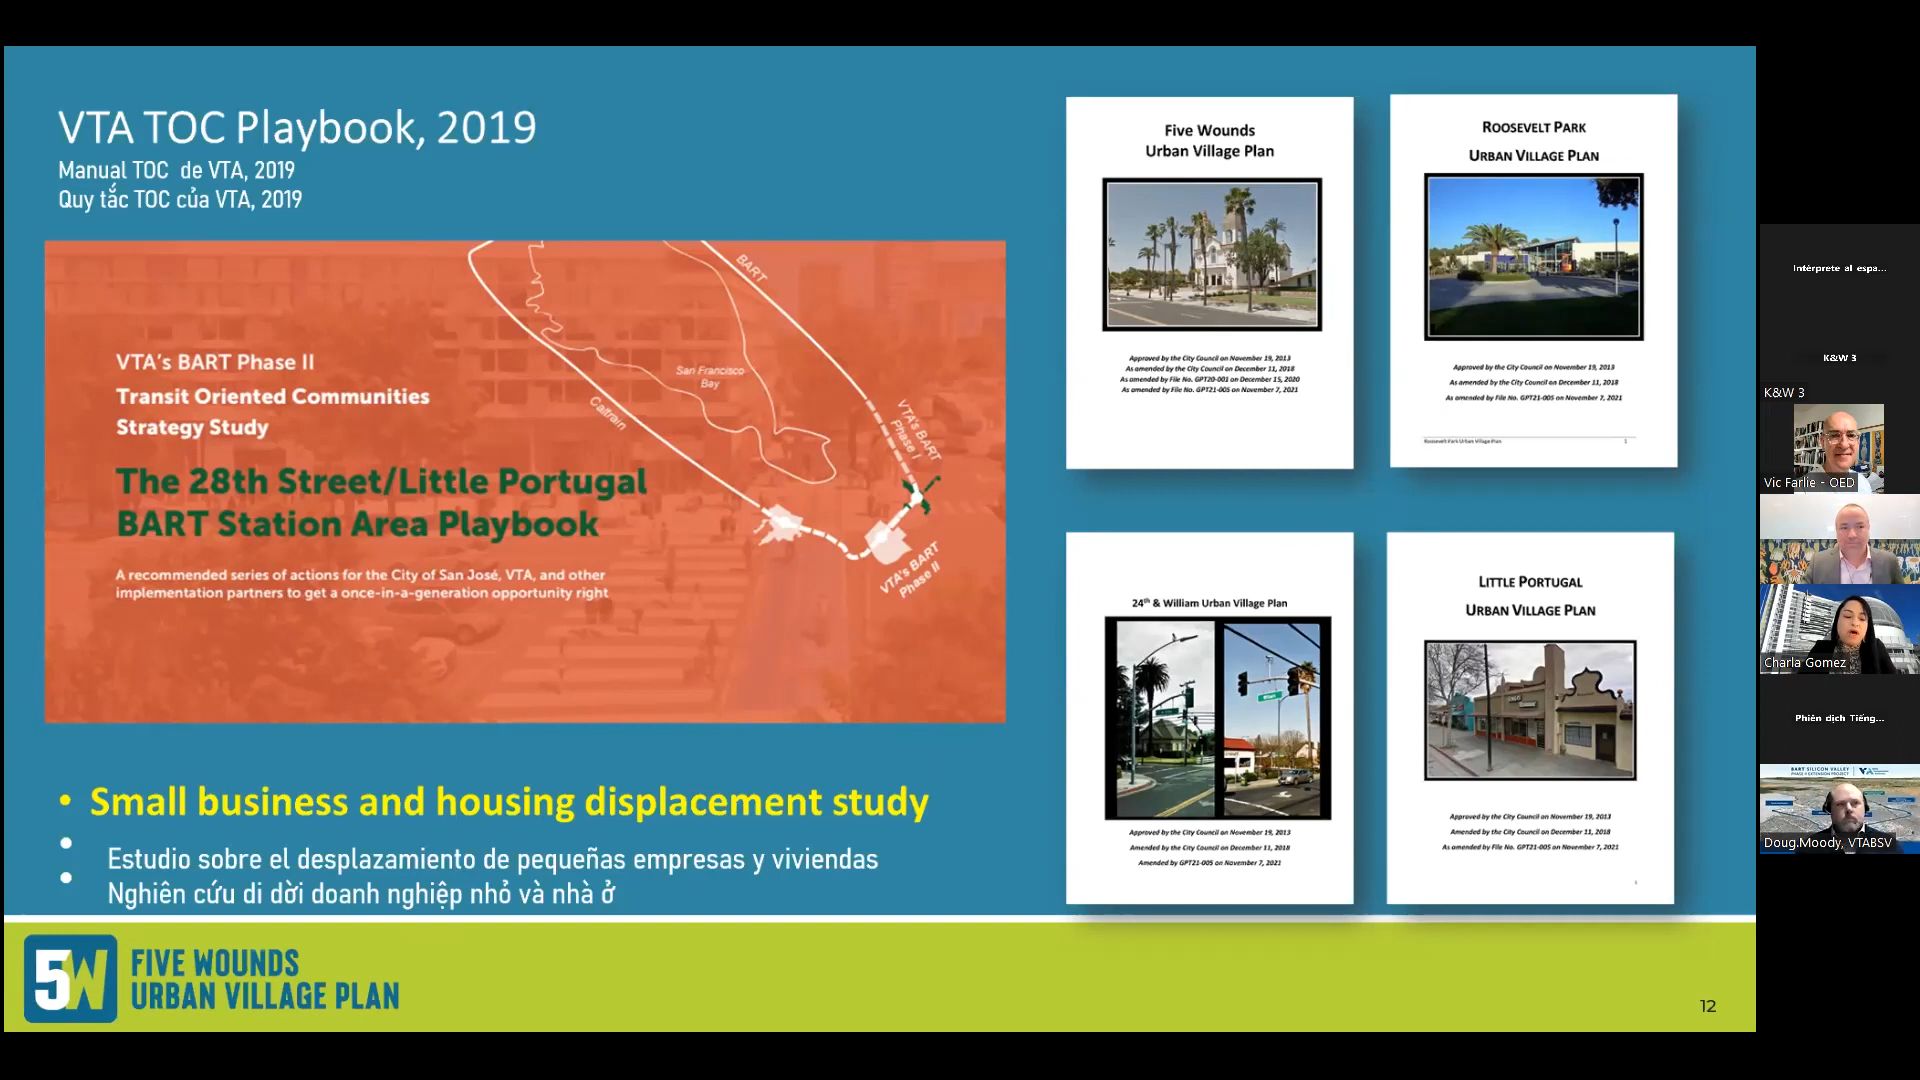 VTA TOC Playbook, 2019
Manual TOC de VTA, 2019
Quy tắc TOC của VTA, 2019
BART
San Francisco
Bay
Caltrain
VTA's BART
Phase I
VTA's BART
Phase II
VTA's BART Phase II
Transit Oriented Communities
Strategy Study
The 28th Street/Little Portugal
BART Station Area Playbook
A recommended series of actions for the City of San José, VTA, and other
implementation partners to get a once-in-a-generation opportunity right
• Small business and housing displacement study
• Estudio sobre el desplazamiento de pequeñas empresas y viviendas
• Nghiên cứu di dời doanh nghiệp nhỏ và nhà ở
Five Wounds
Urban Village Plan
Approved by the City Council on November 19, 2013
As amended by the City Council on December 11, 2018
As amended by File No. GPT20-001 on December 15, 2020
As amended by File No. GPT21-005 on November 7, 2021
ROOSEVELT PARK
URBAN VILLAGE PLAN
Approved by the City Council on November 19, 2013
As amended by the City Council on December 11, 2018
As amended by File No. GPT21-005 on November 7, 2021
Roosevelt Park Urban Village Plan
1
24th & William Urban Village Plan
Approved by the City Council on November 19, 2013
Amended by the City Council on December 11, 2018
Amended by GPT21-005 on November 7, 2021
LITTLE PORTUGAL
URBAN VILLAGE PLAN
Approved by the City Council on November 19, 2013
Amended by the City Council on December 11, 2018
As amended by File No. GPT21-005 on November 7, 2021
5W FIVE WOUNDS
URBAN VILLAGE PLAN
12
Intérprete al espa...
K&W 3
K&W 3
Vic Farlie - OED
Charla Gomez
Phiên dịch Tiếng...
BART SILICON VALLEY
PHASE II EXTENSION PROJECT
VTA
Doug.Moody, VTABSV